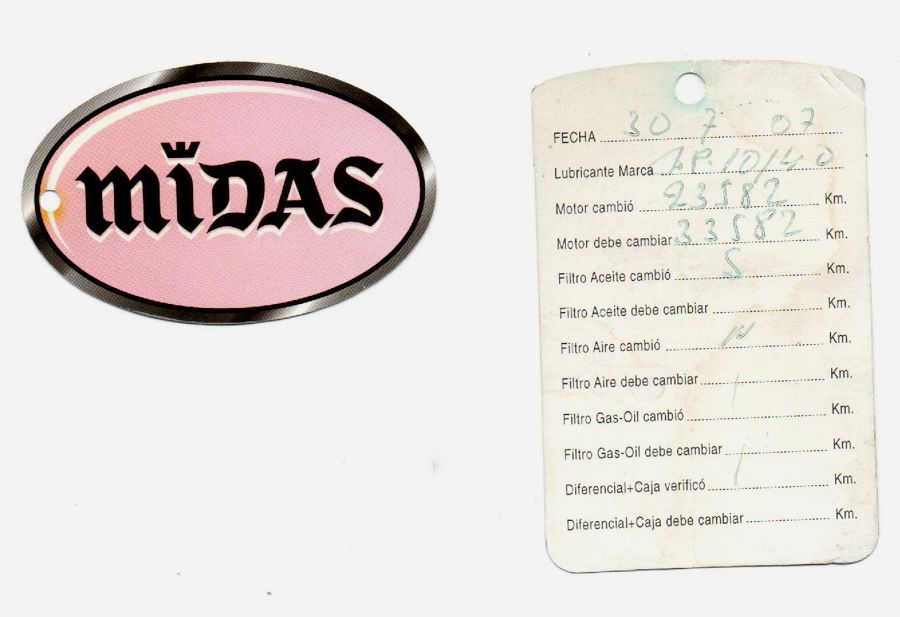 MIDAS
FECHA 30 7 07
Lubricante Marca 10/40
Motor cambió 23582 Km.
Motor debe cambiar 33582 Km.
Filtro Aceite cambió S Km.
Filtro Aceite debe cambiar Km.
Filtro Aire cambió N Km.
Filtro Aire debe cambiar Km.
Filtro Gas-Oil cambió Km.
Filtro Gas-Oil debe cambiar Km.
Diferencial+Caja verificó Km.
Diferencial+Caja debe cambiar Km.